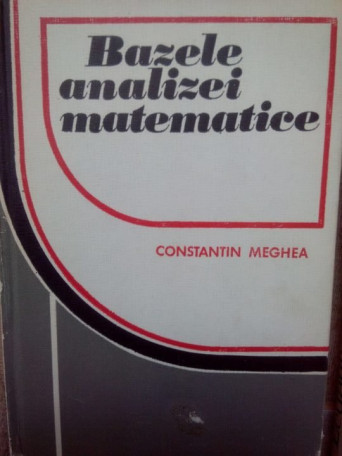 Bazele
analizei
matematice
CONSTANTIN MEGHEA